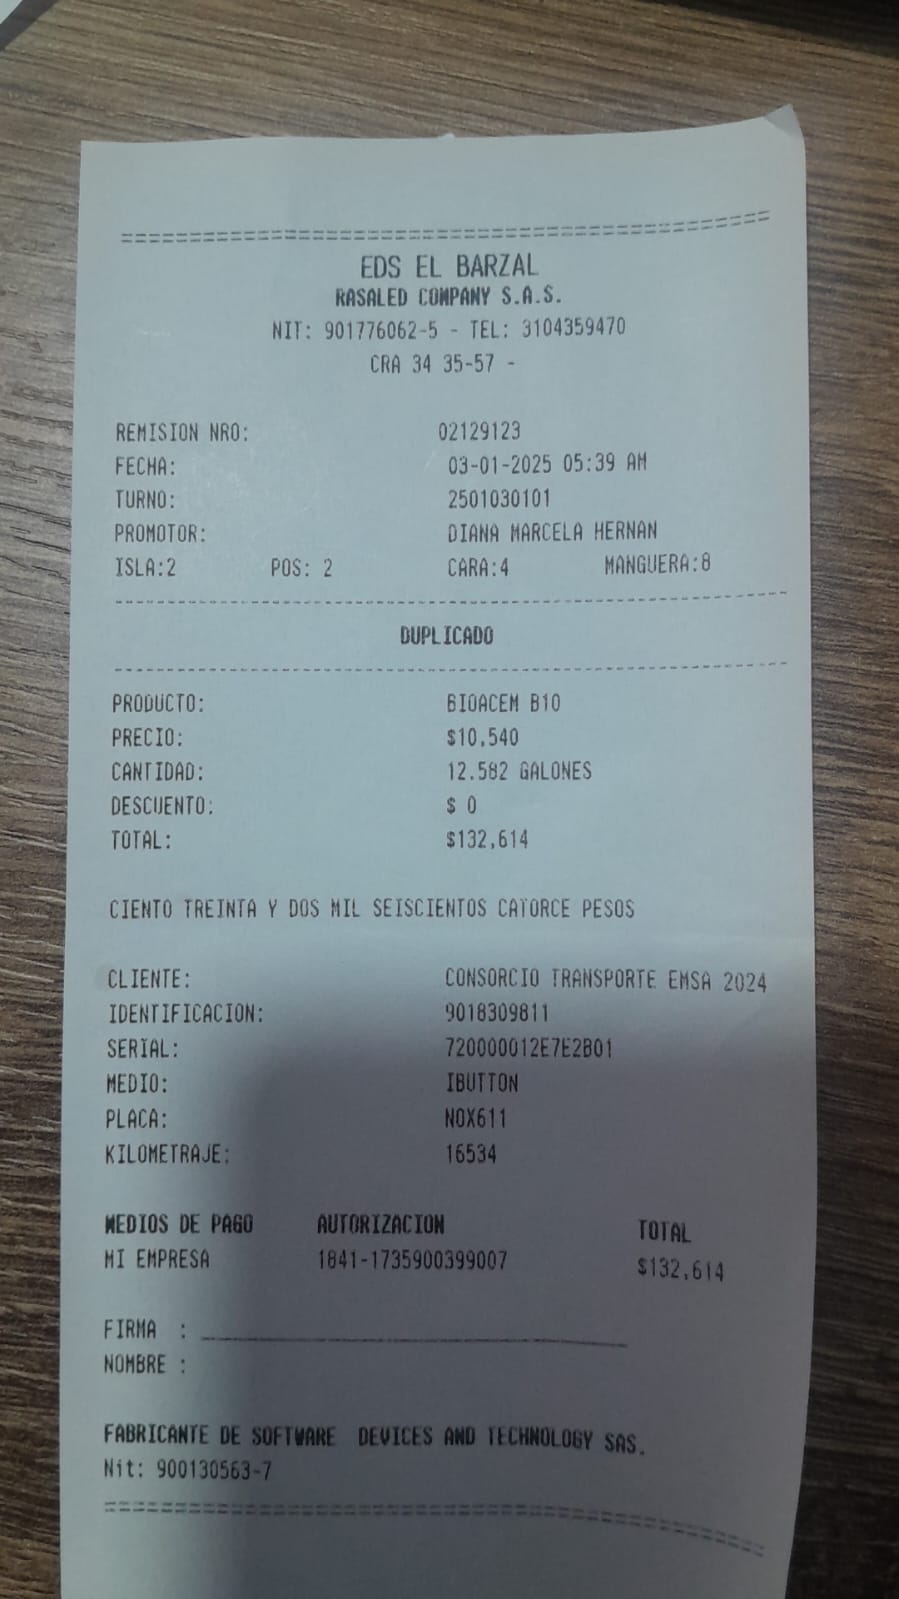 ================================================
EDS EL BARZAL
RASALED COMPANY S.A.S.
NIT: 901776062-5 - TEL: 3104359470
CRA 34 35-57 -
REMISION NRO: 02129123
FECHA: 03-01-2025 05:39 AM
TURNO: 2501030101
PROMOTOR: DIANA MARCELA HERNAN
ISLA:2 POS: 2 CARA:4 MANGUERA:8
DUPLICADO
PRODUCTO: BIOACEM B10
PRECIO: $10,540
CANTIDAD: 12.582 GALONES
DESCUENTO: $ 0
TOTAL: $132,614
CIENTO TREINTA Y DOS MIL SEISCIENTOS CATORCE PESOS
CLIENTE: CONSORCIO TRANSPORTE EMSA 2024
IDENTIFICACION: 9018309811
SERIAL: 720000012E7E2B01
MEDIO: IBUTTON
PLACA: NOX611
KILOMETRAJE: 16534
MEDIOS DE PAGO AUTORIZACION TOTAL
MI EMPRESA 1841-1735900399007 $132,614
FIRMA : ____________________
NOMBRE :
FABRICANTE DE SOFTWARE DEVICES AND TECHNOLOGY SAS.
Nit: 900130563-7
================================================